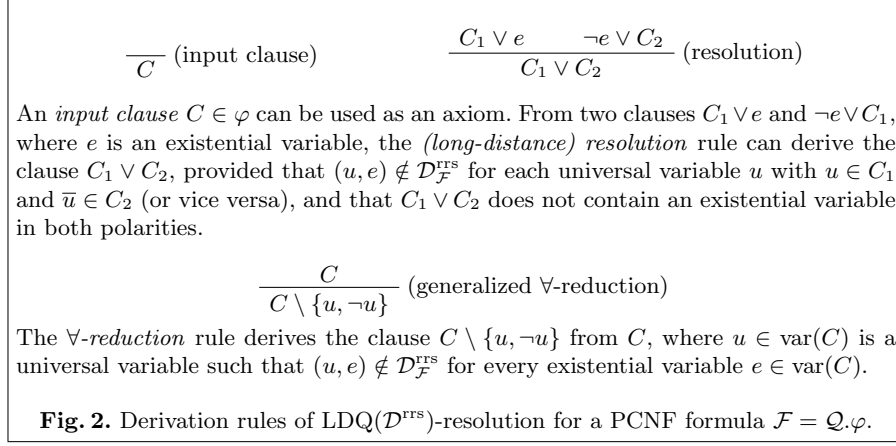 C (input clause)
C₁ ∨ e ¬e ∨ C₂
C₁ ∨ C₂ (resolution)
An input clause C ∈ φ can be used as an axiom. From two clauses C₁ ∨ e and ¬e ∨ C₁,
where e is an existential variable, the (long-distance) resolution rule can derive the
clause C₁ ∨ C₂, provided that (u, e) ∉ 𝒟_ℱ^rrs for each universal variable u with u ∈ C₁
and u̅ ∈ C₂ (or vice versa), and that C₁ ∨ C₂ does not contain an existential variable
in both polarities.
C
C \ {u, ¬u} (generalized ∀-reduction)
The ∀-reduction rule derives the clause C \ {u, ¬u} from C, where u ∈ var(C) is a
universal variable such that (u, e) ∉ 𝒟_ℱ^rrs for every existential variable e ∈ var(C).
Fig. 2. Derivation rules of LDQ(𝒟^rrs)-resolution for a PCNF formula ℱ = 𝒬.φ.